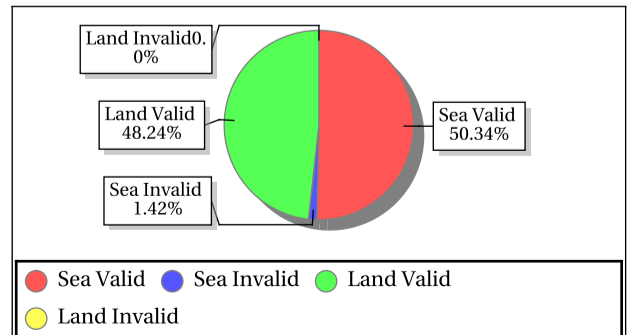 Land Invalid0.
0%
Land Valid
48.24%
Sea Valid
50.34%
Sea Invalid
1.42%
Sea Valid Sea Invalid Land Valid
Land Invalid